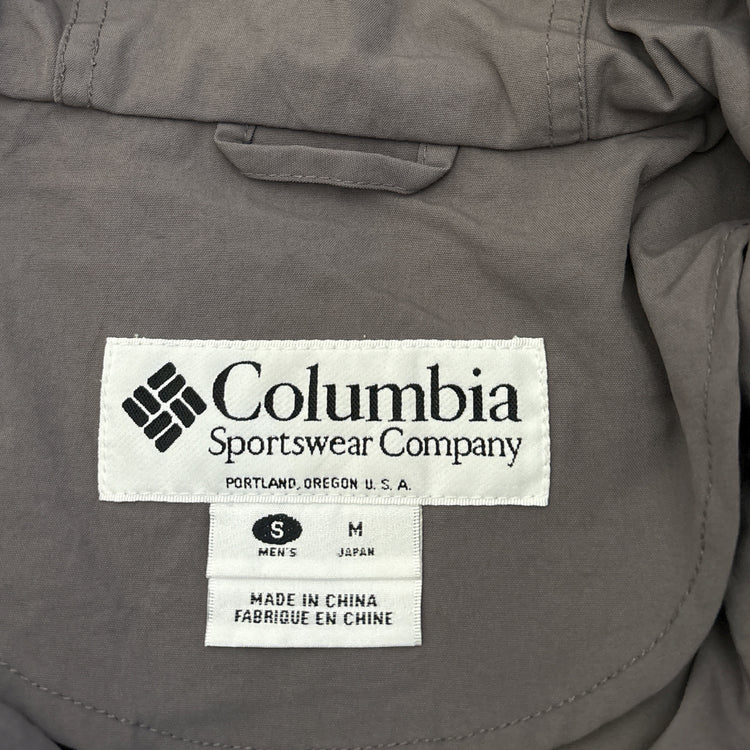 Columbia
Sportswear Company
PORTLAND, OREGON U. S. A.
S M
MEN'S JAPAN
MADE IN CHINA
FABRIQUE EN CHINE